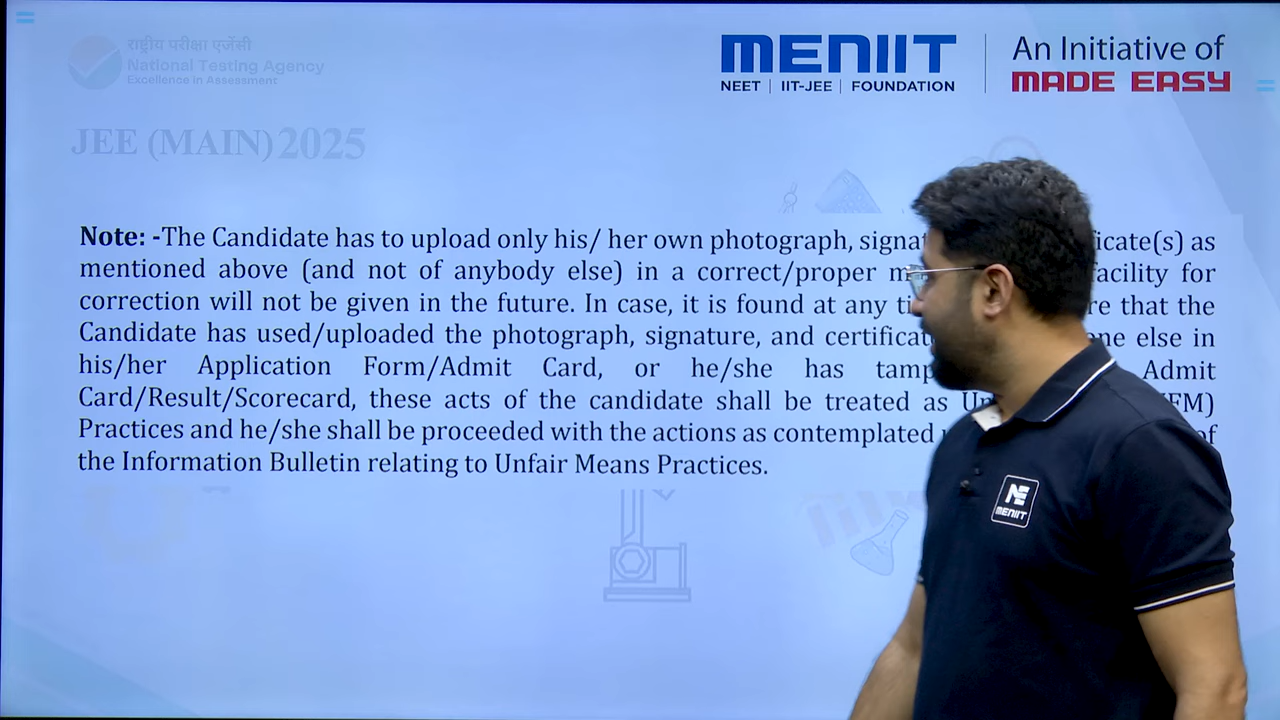 राष्ट्रीय परीक्षा एजेंसी
National Testing Agency
Excellence in Assessment
MENIIT
NEET | IIT-JEE | FOUNDATION
An Initiative of
MADE EASY
JEE (MAIN) 2025
Note: -The Candidate has to upload only his/ her own photograph, as
mentioned above (and not of anybody else) in a correct/proper facility for
correction will not be given in the future. In case, it is found at any that the
Candidate has used/uploaded the photograph, signature, and else in
his/her Application Form/Admit Card, or he/she has Admit
Card/Result/Scorecard, these acts of the candidate shall be treated as
Practices and he/she shall be proceeded with the actions as contemplated of
the Information Bulletin relating to Unfair Means Practices.
NE
MENIIT